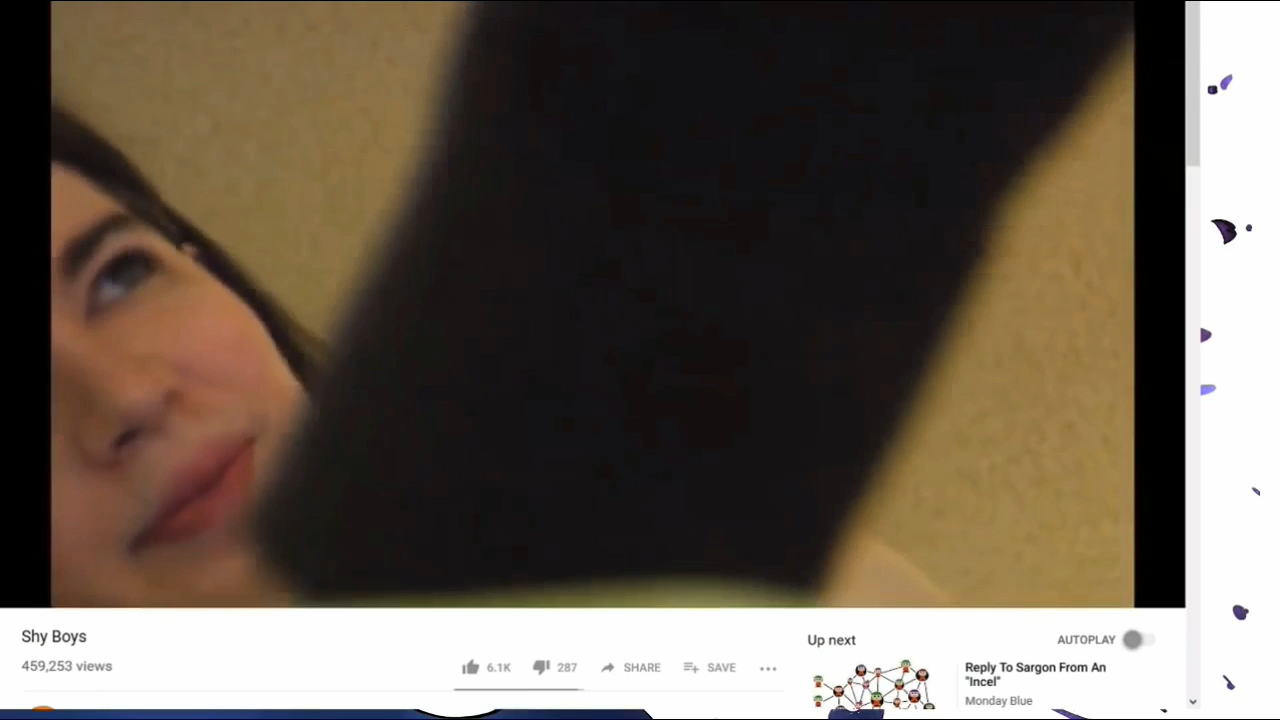 Shy Boys
459,253 views
6.1K 287 SHARE SAVE
Up next
AUTOPLAY
Reply To Sargon From An
"Incel"
Monday Blue